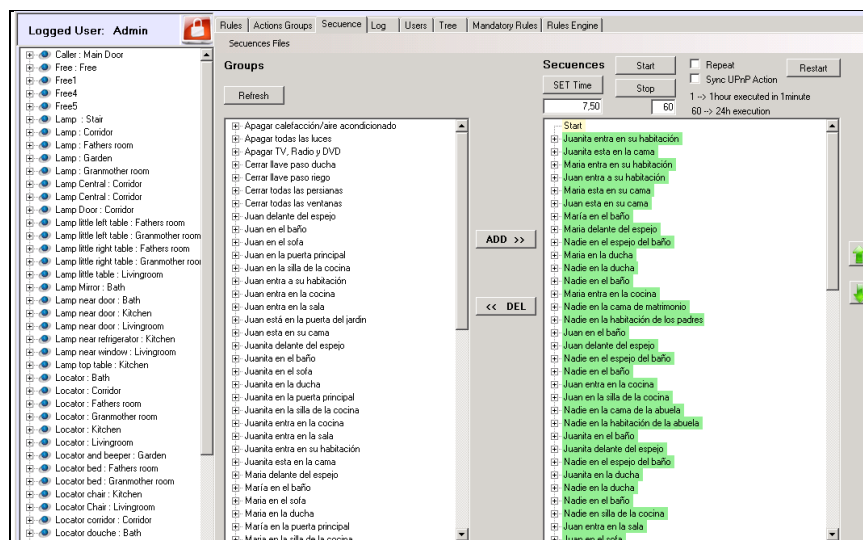 Logged User: Admin
Caller : Main Door
Free : Free
Free1
Free4
Free5
Lamp : Stair
Lamp : Corridor
Lamp : Fathers room
Lamp : Garden
Lamp : Granmother room
Lamp Central : Corridor
Lamp Central : Corridor
Lamp Door : Corridor
Lamp little left table : Fathers room
Lamp little left table : Granmother room
Lamp little right table : Fathers room
Lamp little right table : Granmother roor
Lamp little table : Livingroom
Lamp Mirror : Bath
Lamp near door : Bath
Lamp near door : Kitchen
Lamp near door : Livingroom
Lamp near refrigerator : Kitchen
Lamp near window : Livingroom
Lamp top table : Kitchen
Locator : Bath
Locator : Corridor
Locator : Fathers room
Locator : Granmother room
Locator : Kitchen
Locator : Livingroom
Locator and beeper : Garden
Locator bed : Fathers room
Locator bed : Granmother room
Locator chair : Kitchen
Locator Chair : Livingroom
Locator corridor : Corridor
Locator douche : Bath
Rules Actions Groups Secuence Log Users Tree Mandatory Rules Rules Engine
Secuences Files
Groups
Refresh
Apagar calefacción/aire acondicionado
Apagar todas las luces
Apagar TV, Radio y DVD
Cerrar llave paso ducha
Cerrar llave paso riego
Cerrar todas las persianas
Cerrar todas las ventanas
Juan delante del espejo
Juan en el baño
Juan en el sofa
Juan en la puerta principal
Juan en la silla de la cocina
Juan entra a su habitación
Juan entra en la cocina
Juan entra en la sala
Juan está en la puerta del jardin
Juan esta en su cama
Juanita delante del espejo
Juanita en el baño
Juanita en el sofa
Juanita en la ducha
Juanita en la puerta principal
Juanita en la silla de la cocina
Juanita entra en la cocina
Juanita entra en la sala
Juanita entra en su habitación
Juanita esta en la cama
Maria delante del espejo
María en el baño
Maria en el sofa
Maria en la ducha
María en la puerta principal
Maria en la silla de la cocina
ADD >>
<< DEL
Secuences
Start
Repeat
Restart
Sync UPnP Action
SET Time
Stop
1 --> 1hour executed in 1minute
7,50
60
60 --> 24h execution
Start
Juanita entra en su habitación
Juanita esta en la cama
Maria entra en su habitación
Juan entra a su habitación
Maria esta en su cama
Juan esta en su cama
María en el baño
Maria delante del espejo
Nadie en el espejo del baño
Maria en la ducha
Nadie en la ducha
Nadie en el baño
Maria entra en la cocina
Nadie en la cama de matrimonio
Nadie en la habitación de los padres
Juan en el baño
Juan delante del espejo
Nadie en el espejo del baño
Nadie en el baño
Juan entra en la cocina
Juan en la silla de la cocina
Nadie en la cama de la abuela
Nadie en la habitación de la abuela
Juanita en el baño
Juanita delante del espejo
Nadie en el espejo del baño
Juanita en la ducha
Nadie en la ducha
Nadie en el baño
Nadie en silla de la cocina
Juan entra en la sala
Juan en el sofa